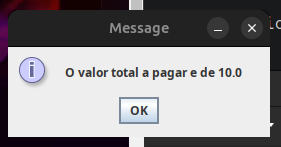 Message
O valor total a pagar e de 10.0
OK